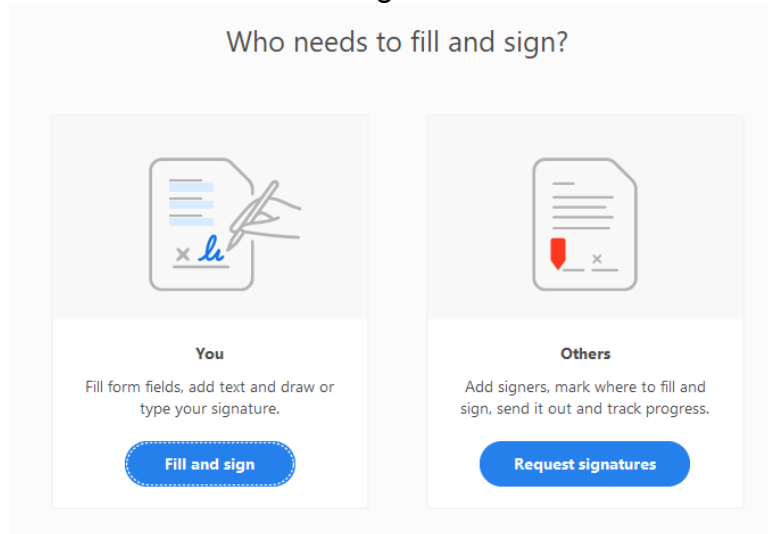 Who needs to fill and sign?
You
Fill form fields, add text and draw or
type your signature.
Fill and sign
Others
Add signers, mark where to fill and
sign, send it out and track progress.
Request signatures